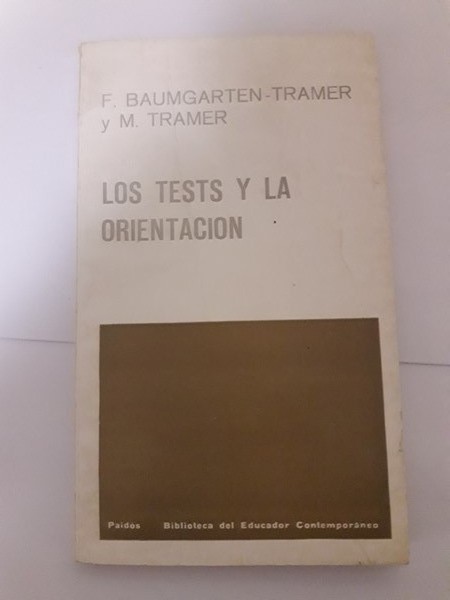 F. BAUMGARTEN-TRAMER
y M. TRAMER
LOS TESTS Y LA
ORIENTACION
Paidos Biblioteca del Educador Contemporáneo